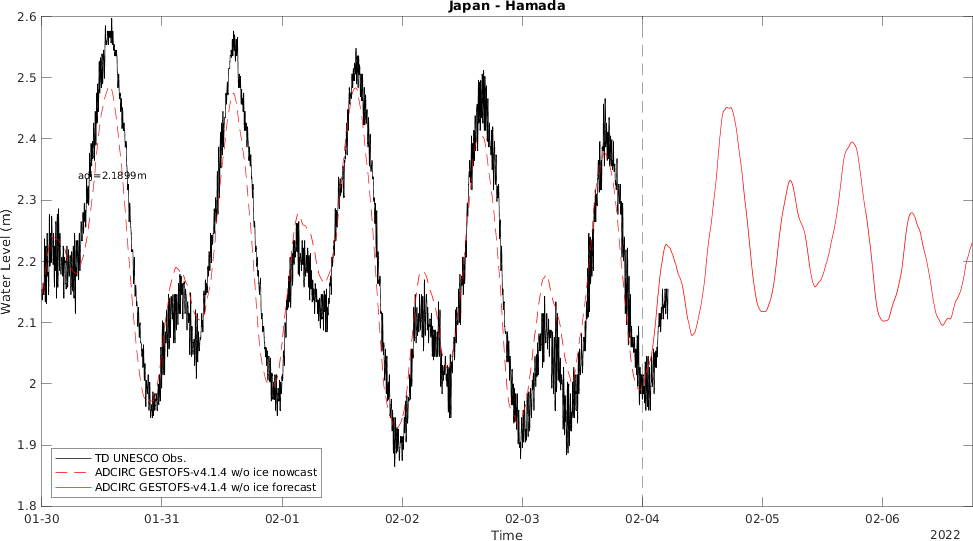 Japan - Hamada
2.6
2.5
2.4
2.3
2.2
2.1
2
1.9
1.8
Water Level (m)
adj=2.1899m
TD UNESCO Obs.
ADCIRC GESTOFS-v4.1.4 w/o ice nowcast
ADCIRC GESTOFS-v4.1.4 w/o ice forecast
01-30 01-31 02-01 02-02 02-03 02-04 02-05 02-06
Time
2022